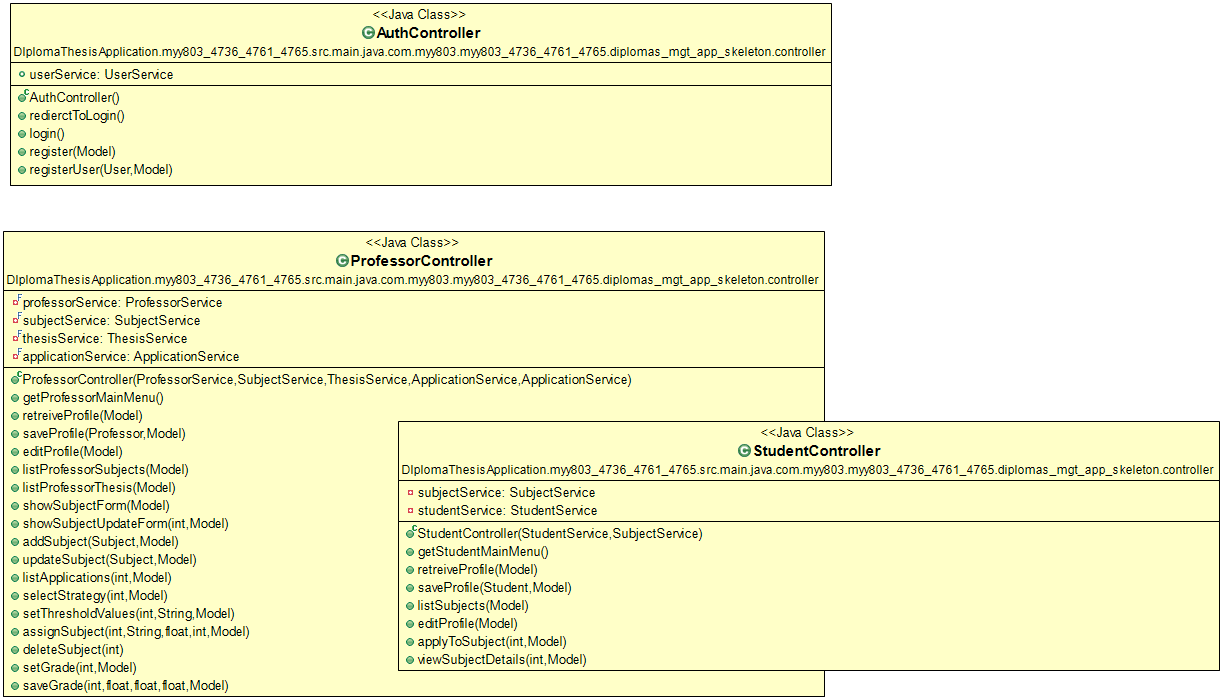 <<Java Class>>
AuthController
DIplomaThesisApplication.myy803_4736_4761_4765.src.main.java.com.myy803.myy803_4736_4761_4765.diplomas_mgt_app_skeleton.controller
userService: UserService
AuthController()
redierctToLogin()
login()
register(Model)
registerUser(User,Model)
<<Java Class>>
ProfessorController
DIplomaThesisApplication.myy803_4736_4761_4765.src.main.java.com.myy803.myy803_4736_4761_4765.diplomas_mgt_app_skeleton.controller
professorService: ProfessorService
subjectService: SubjectService
thesisService: ThesisService
applicationService: ApplicationService
ProfessorController(ProfessorService,SubjectService,ThesisService,ApplicationService,ApplicationService)
getProfessorMainMenu()
retreiveProfile(Model)
saveProfile(Professor,Model)
editProfile(Model)
listProfessorSubjects(Model)
listProfessorThesis(Model)
showSubjectForm(Model)
showSubjectUpdateForm(int,Model)
addSubject(Subject,Model)
updateSubject(Subject,Model)
listApplications(int,Model)
selectStrategy(int,Model)
setThresholdValues(int,String,Model)
assignSubject(int,String,float,int,Model)
deleteSubject(int)
setGrade(int,Model)
saveGrade(int,float,float,float,Model)
<<Java Class>>
StudentController
DIplomaThesisApplication.myy803_4736_4761_4765.src.main.java.com.myy803.myy803_4736_4761_4765.diplomas_mgt_app_skeleton.controller
subjectService: SubjectService
studentService: StudentService
StudentController(StudentService,SubjectService)
getStudentMainMenu()
retreiveProfile(Model)
saveProfile(Student,Model)
listSubjects(Model)
editProfile(Model)
applyToSubject(int,Model)
viewSubjectDetails(int,Model)